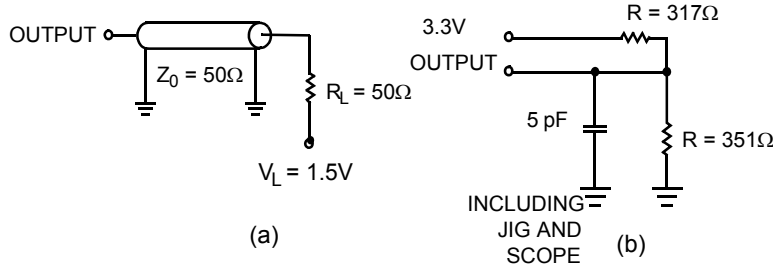 OUTPUT
Z0 = 50Ω
RL = 50Ω
VL = 1.5V
(a)
3.3V
R = 317Ω
OUTPUT
5 pF
R = 351Ω
INCLUDING
JIG AND
SCOPE
(b)